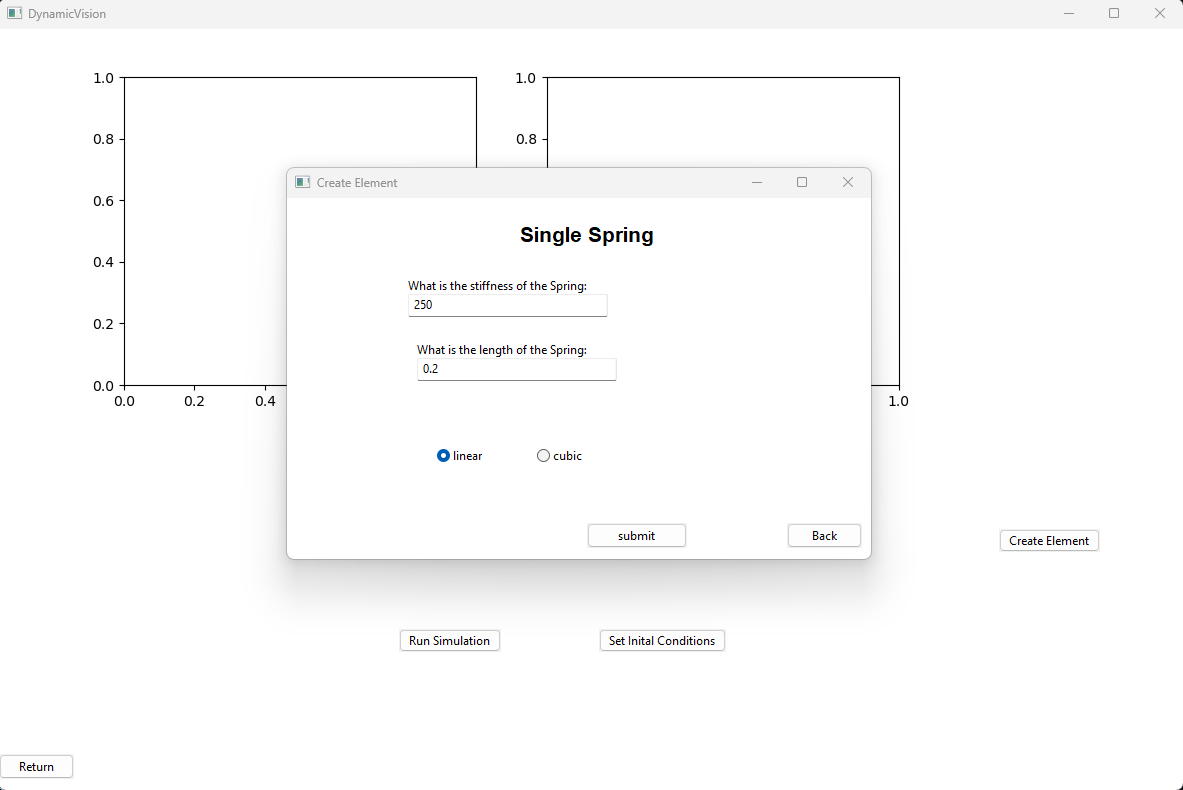 DynamicVision
1.0
1.0
0.8
0.8
Create Element
0.6
Single Spring
What is the stiffness of the Spring:
250
0.4
What is the length of the Spring:
0.2
0.2
0.0
0.0 0.2 0.4 1.0
linear cubic
submit Back
Create Element
Run Simulation Set Inital Conditions
Return